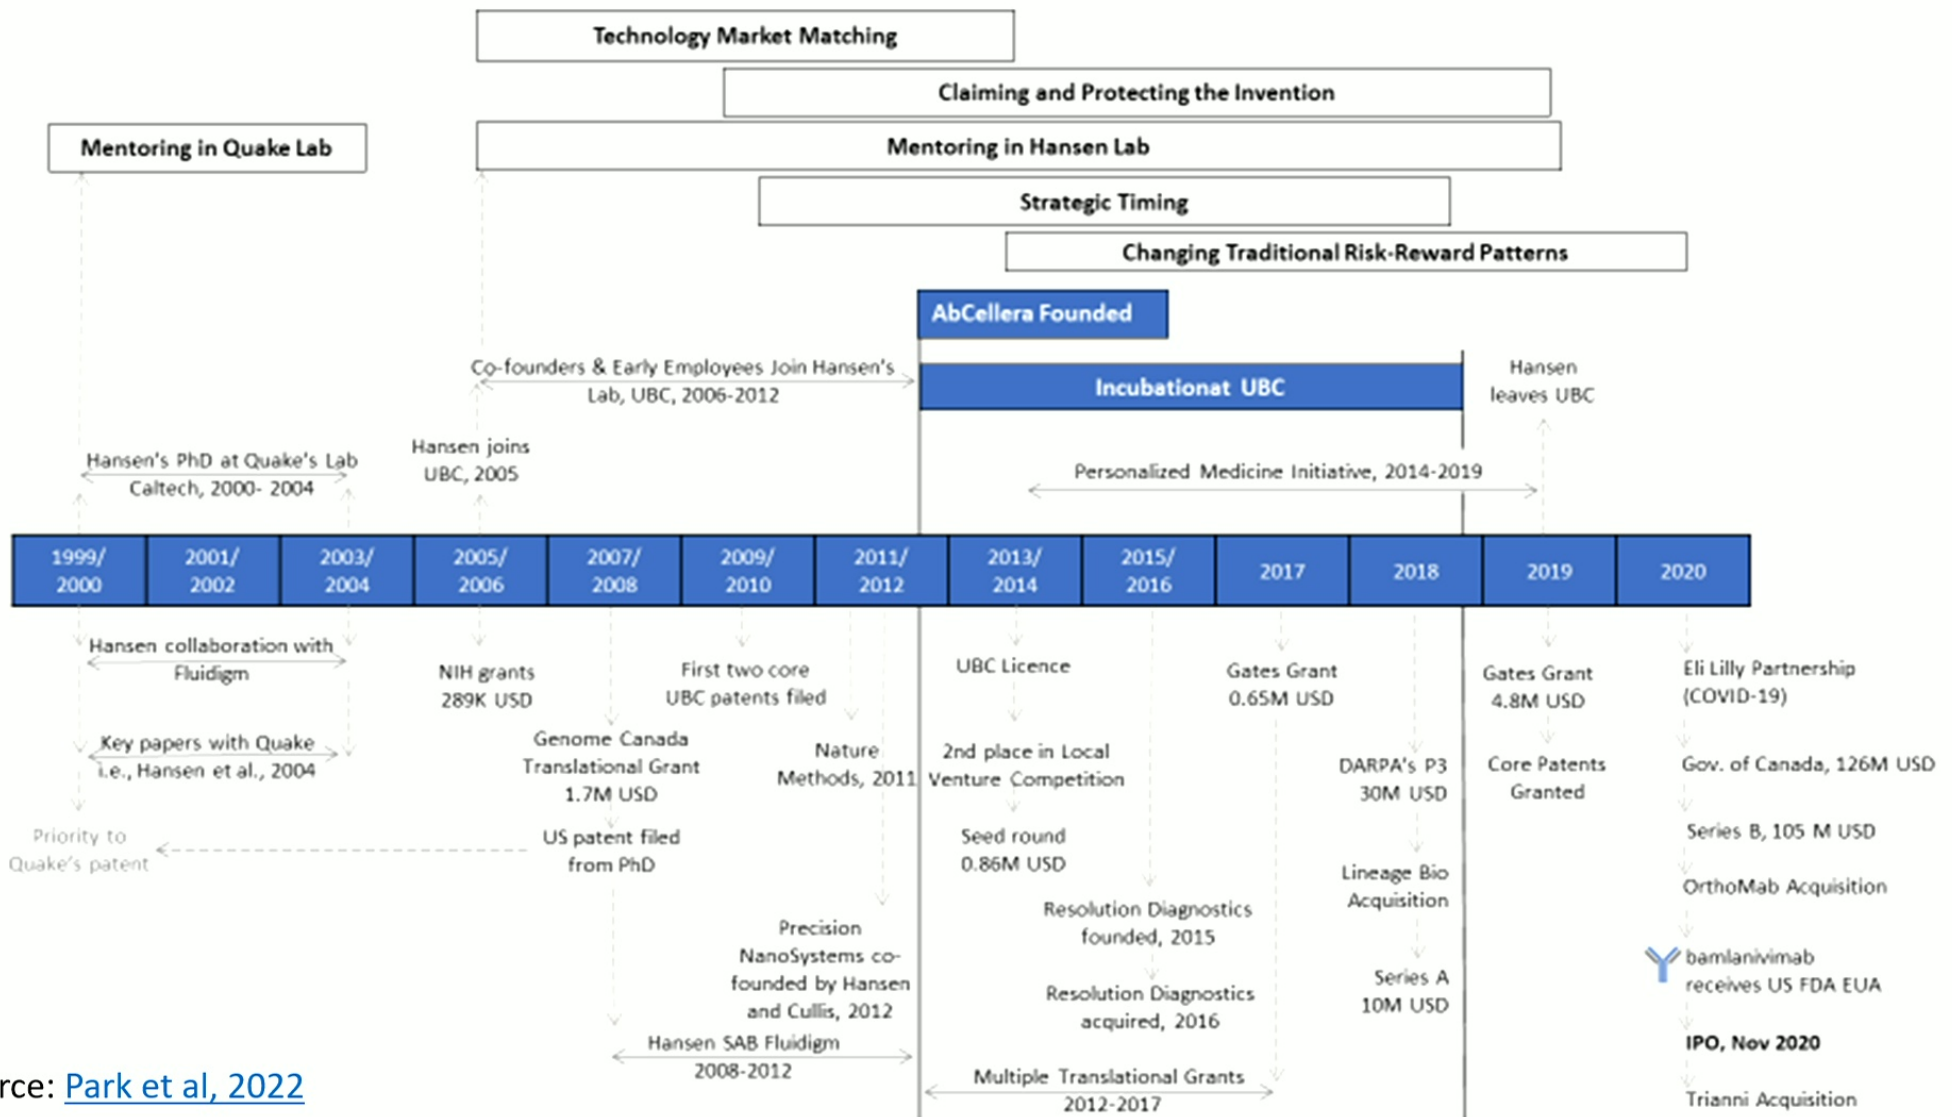 Technology Market Matching
Claiming and Protecting the Invention
Mentoring in Quake Lab
Mentoring in Hansen Lab
Strategic Timing
Changing Traditional Risk-Reward Patterns
AbCellera Founded
Co-founders & Early Employees Join Hansen's
Lab, UBC, 2006-2012
Incubationat UBC
Hansen
leaves UBC
Hansen's PhD at Quake's Lab
Caltech, 2000- 2004
Hansen joins
UBC, 2005
Personalized Medicine Initiative, 2014-2019
1999/
2000
2001/
2002
2003/
2004
2005/
2006
2007/
2008
2009/
2010
2011/
2012
2013/
2014
2015/
2016
2017
2018
2019
2020
Hansen collaboration with
Fluidigm
Key papers with Quake
i.e., Hansen et al., 2004
Priority to
Quake's patent
NIH grants
289K USD
Genome Canada
Translational Grant
1.7M USD
US patent filed
from PhD
First two core
UBC patents filed
Nature
Methods, 2011
Precision
NanoSystems co-
founded by Hansen
and Cullis, 2012
Hansen SAB Fluidigm
2008-2012
UBC Licence
2nd place in Local
Venture Competition
Seed round
0.86M USD
Resolution Diagnostics
founded, 2015
Resolution Diagnostics
acquired, 2016
Multiple Translational Grants
2012-2017
Gates Grant
0.65M USD
DARPA's P3
30M USD
Lineage Bio
Acquisition
Series A
10M USD
Gates Grant
4.8M USD
Core Patents
Granted
Eli Lilly Partnership
(COVID-19)
Gov. of Canada, 126M USD
Series B, 105 M USD
OrthoMab Acquisition
bamlanivimab
receives US FDA EUA
IPO, Nov 2020
Trianni Acquisition
rce: Park et al, 2022